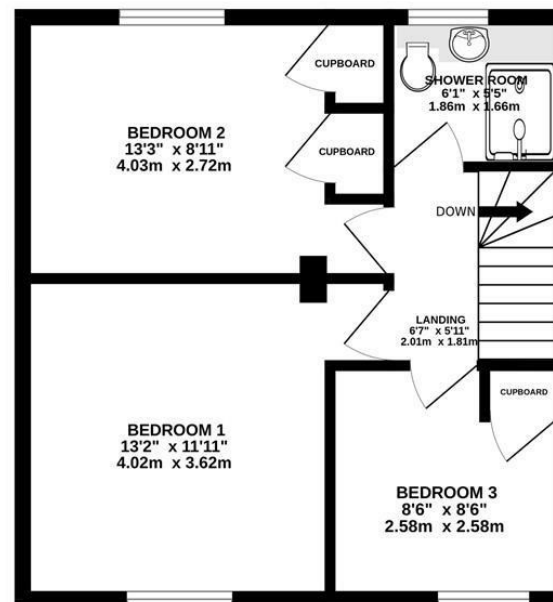 CUPBOARD
SHOWER ROOM
6'1" x 5'5"
1.86m x 1.66m
BEDROOM 2
13'3" x 8'11"
4.03m x 2.72m
CUPBOARD
DOWN
LANDING
6'7" x 5'11"
2.01m x 1.81m
CUPBOARD
BEDROOM 1
13'2" x 11'11"
4.02m x 3.62m
BEDROOM 3
8'6" x 8'6"
2.58m x 2.58m